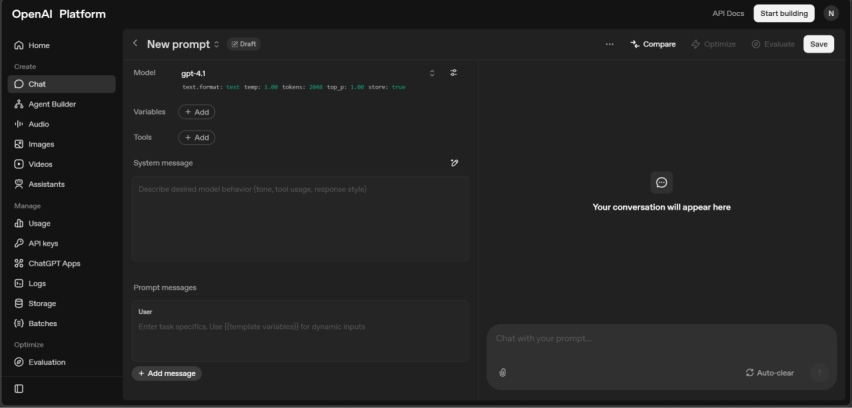 OpenAI Platform
API Docs
Start building
N
Home
Create
Chat
Agent Builder
Audio
Images
Videos
Assistants
Manage
Usage
API keys
ChatGPT Apps
Logs
Storage
Batches
Optimize
Evaluation
New prompt
Draft
Compare
Optimize
Evaluate
Save
Model
gpt-4.1
text.format: text temp: 1.00 tokens: 2048 top_p: 1.00 store: true
Variables
+ Add
Tools
+ Add
System message
Describe desired model behavior (tone, tool usage, response style)
Prompt messages
User
Enter task specifics. Use {{template variables}} for dynamic inputs
+ Add message
Your conversation will appear here
Chat with your prompt...
Auto-clear